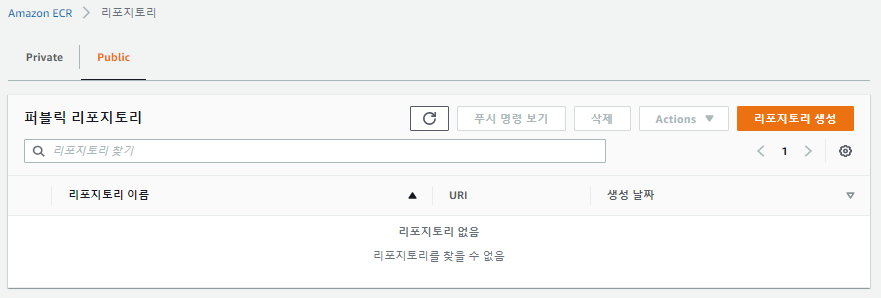 Amazon ECR > 리포지토리
Private Public
퍼블릭 리포지토리 푸시 명령 보기 삭제 Actions 리포지토리 생성
리포지토리 찾기 < 1 >
리포지토리 이름 URI 생성 날짜
리포지토리 없음
리포지토리를 찾을 수 없음